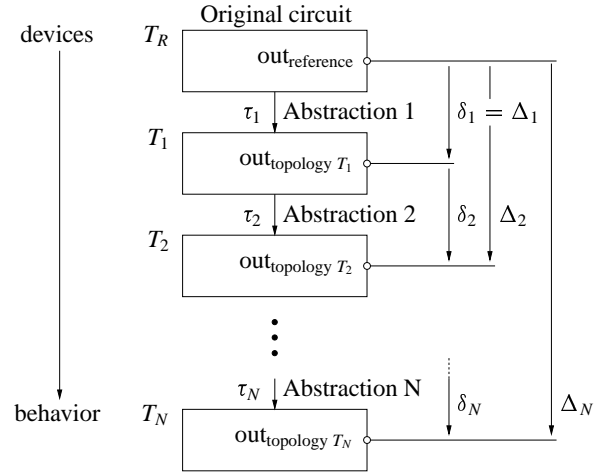 Original circuit
devices T_R
out_reference
τ_1 Abstraction 1 δ_1 = Δ_1
T_1
out_topology T_1
τ_2 Abstraction 2 δ_2 Δ_2
T_2
out_topology T_2
τ_N Abstraction N
behavior T_N δ_N Δ_N
out_topology T_N